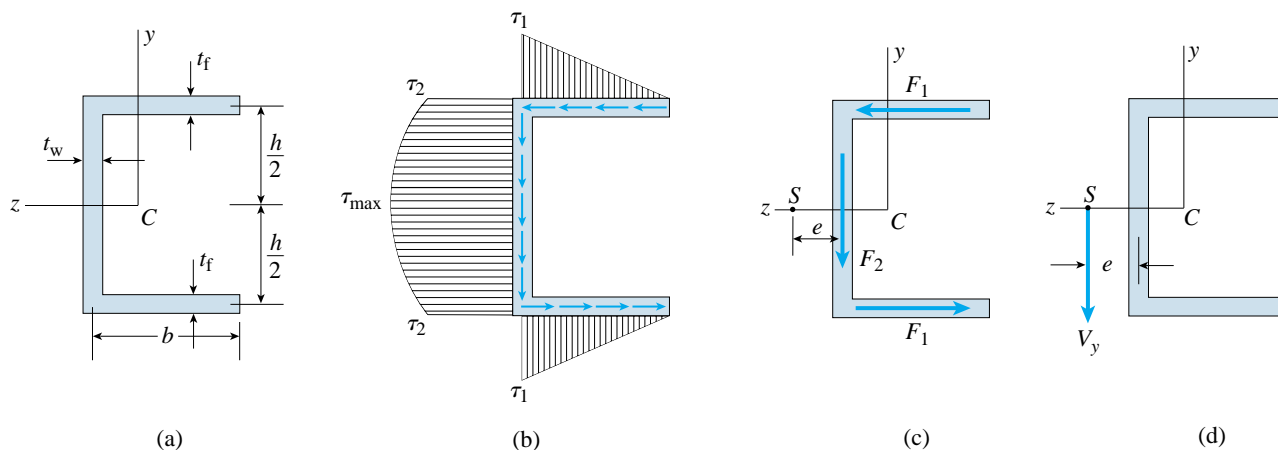 y
t_f
t_w
h/2
z
C
h/2
t_f
b
(a)
τ_1
τ_2
τ_max
τ_2
τ_1
(b)
y
F_1
S
z
C
e
F_2
F_1
(c)
y
S
z
C
e
V_y
(d)